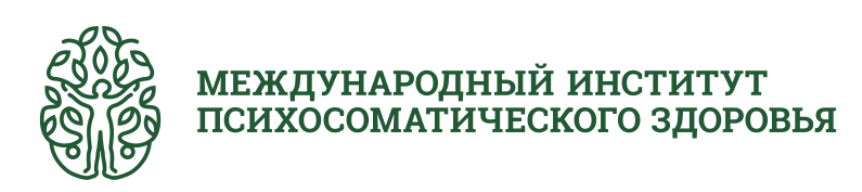 МЕЖДУНАРОДНЫЙ ИНСТИТУТ
ПСИХОСОМАТИЧЕСКОГО ЗДОРОВЬЯ